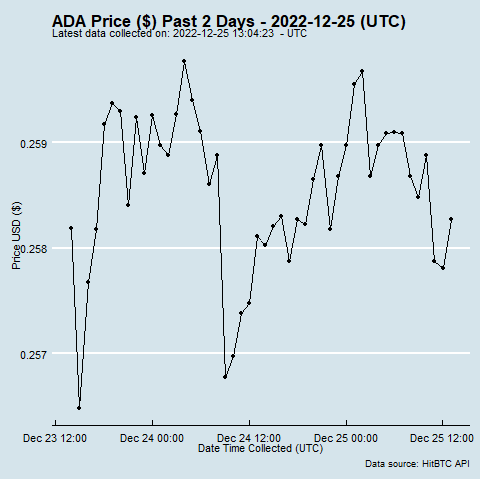 ADA Price ($) Past 2 Days - 2022-12-25 (UTC)
Latest data collected on: 2022-12-25 13:04:23  - UTC
0.259
0.258
0.257
Price USD ($)
Dec 23 12:00
Dec 24 00:00
Dec 24 12:00
Dec 25 00:00
Dec 25 12:00
Date Time Collected (UTC)
Data source: HitBTC API